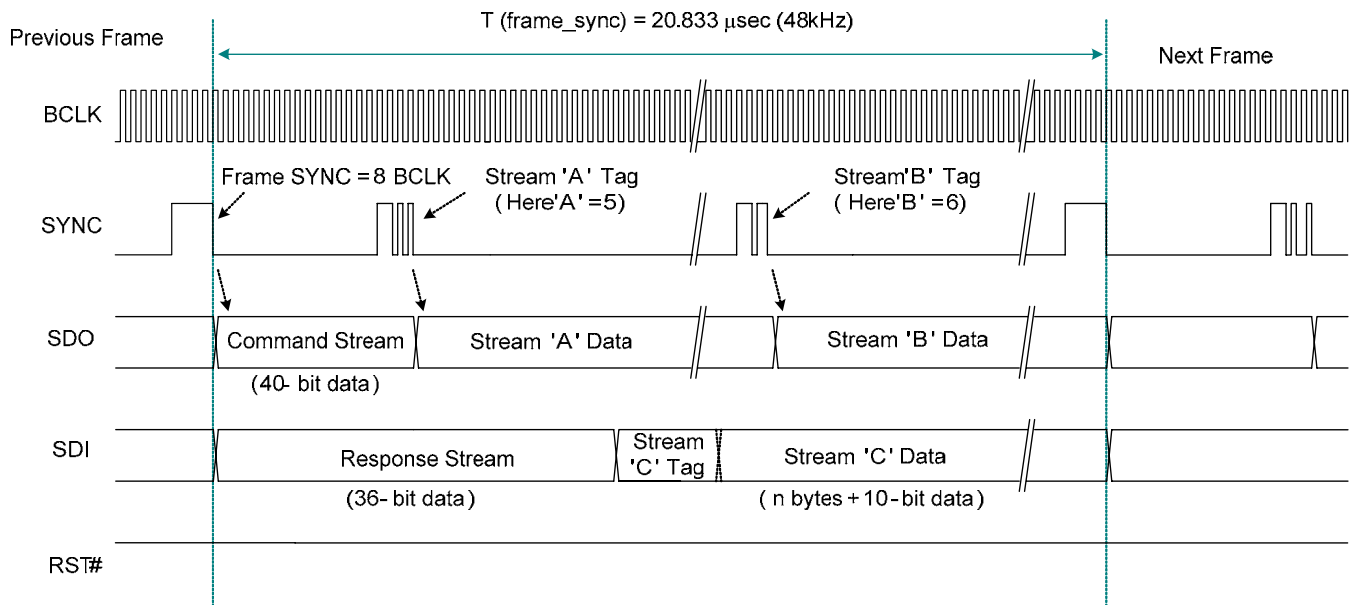 T (frame_sync) = 20.833 μsec (48kHz)
Previous Frame
Next Frame
BCLK
Frame SYNC = 8 BCLK
Stream 'A' Tag
(Here'A' = 5)
Stream'B' Tag
( Here'B' = 6)
SYNC
SDO
Command Stream
Stream 'A' Data
Stream 'B' Data
(40- bit data)
SDI
Response Stream
Stream
'C' Tag
Stream 'C' Data
(36- bit data)
( n bytes + 10-bit data)
RST#